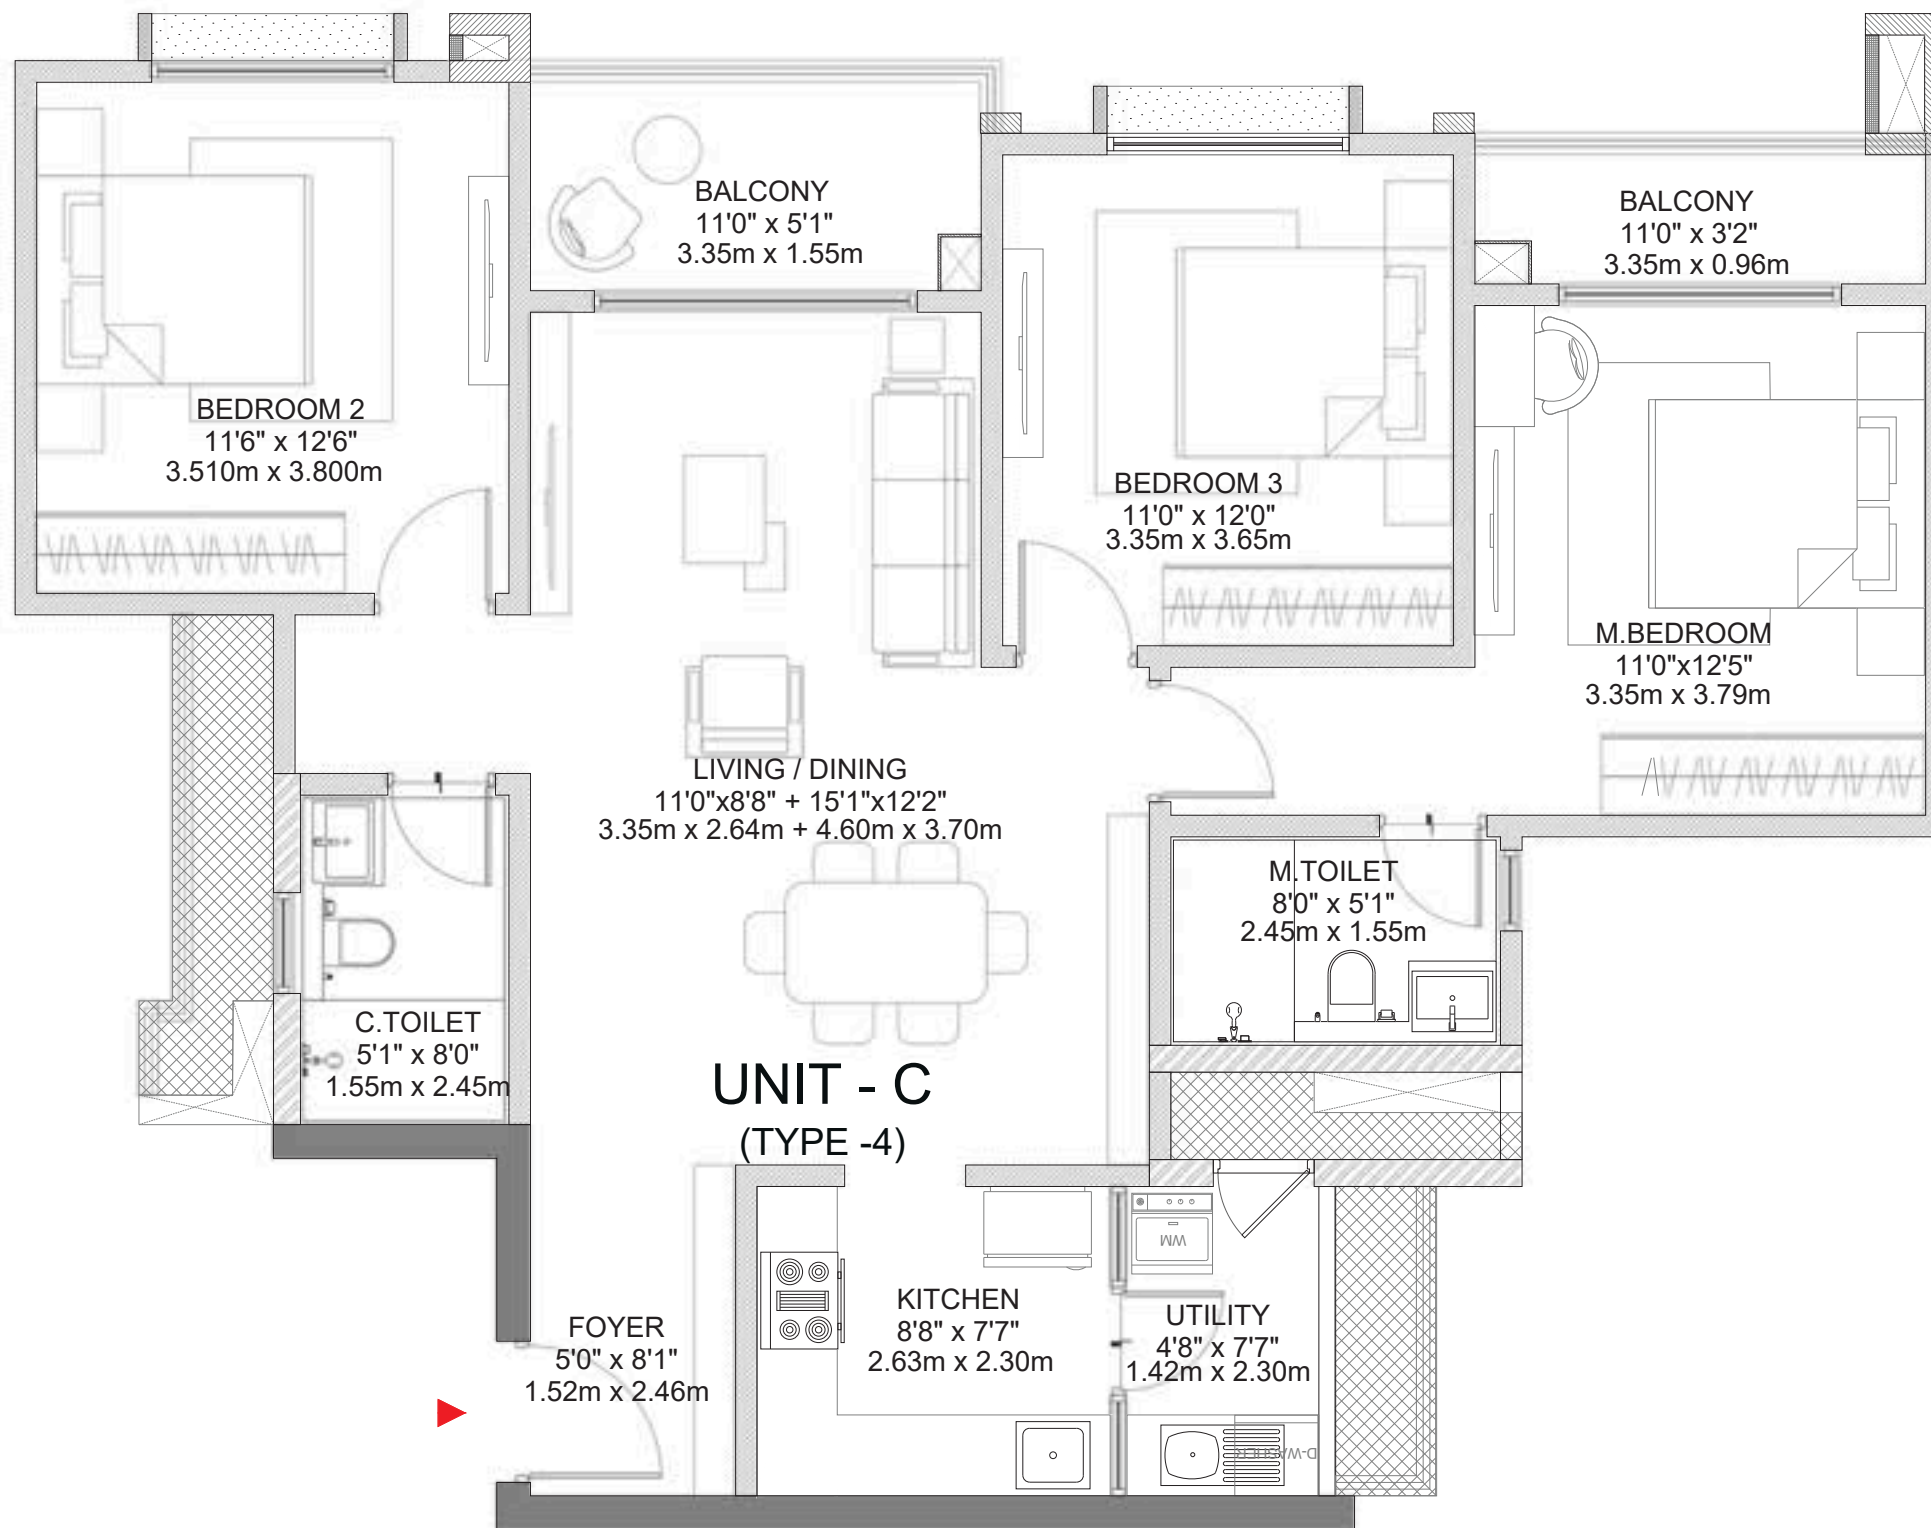 BALCONY
11'0" x 5'1"
3.35m x 1.55m
BALCONY
11'0" x 3'2"
3.35m x 0.96m
BEDROOM 2
11'6" x 12'6"
3.510m x 3.800m
BEDROOM 3
11'0" x 12'0"
3.35m x 3.65m
M.BEDROOM
11'0"x12'5"
3.35m x 3.79m
LIVING / DINING
11'0"x8'8" + 15'1"x12'2"
3.35m x 2.64m + 4.60m x 3.70m
M.TOILET
8'0" x 5'1"
2.45m x 1.55m
C.TOILET
5'1" x 8'0"
1.55m x 2.45m
UNIT - C
(TYPE -4)
WM
KITCHEN
8'8" x 7'7"
2.63m x 2.30m
UTILITY
4'8" x 7'7"
1.42m x 2.30m
FOYER
5'0" x 8'1"
1.52m x 2.46m
D-WASHER